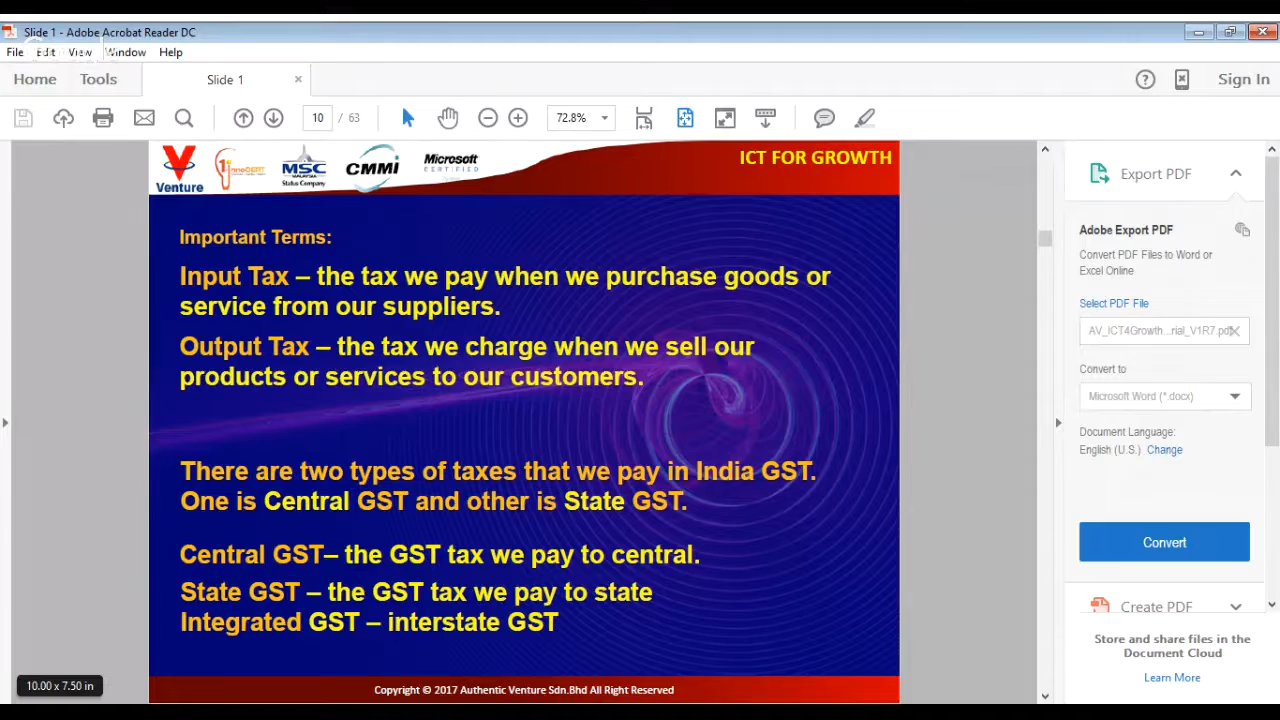 Slide 1 - Adobe Acrobat Reader DC
File Edit View Window Help
Home Tools Slide 1 Sign In
10 / 63 72.8%
Venture
InnoCERT
MSC
MALAYSIA
Status Company
CMMI
Microsoft
CERTIFIED
ICT FOR GROWTH
Important Terms:
Input Tax – the tax we pay when we purchase goods or
service from our suppliers.
Output Tax – the tax we charge when we sell our
products or services to our customers.
There are two types of taxes that we pay in India GST.
One is Central GST and other is State GST.
Central GST– the GST tax we pay to central.
State GST – the GST tax we pay to state
Integrated GST – interstate GST
Copyright © 2017 Authentic Venture Sdn.Bhd All Right Reserved
10.00 x 7.50 in
Export PDF
Adobe Export PDF
Convert PDF Files to Word or
Excel Online
Select PDF File
AV_ICT4Growth ...rial_V1R7.pdf
Convert to
Microsoft Word (*.docx)
Document Language:
English (U.S.) Change
Convert
Create PDF
Store and share files in the
Document Cloud
Learn More